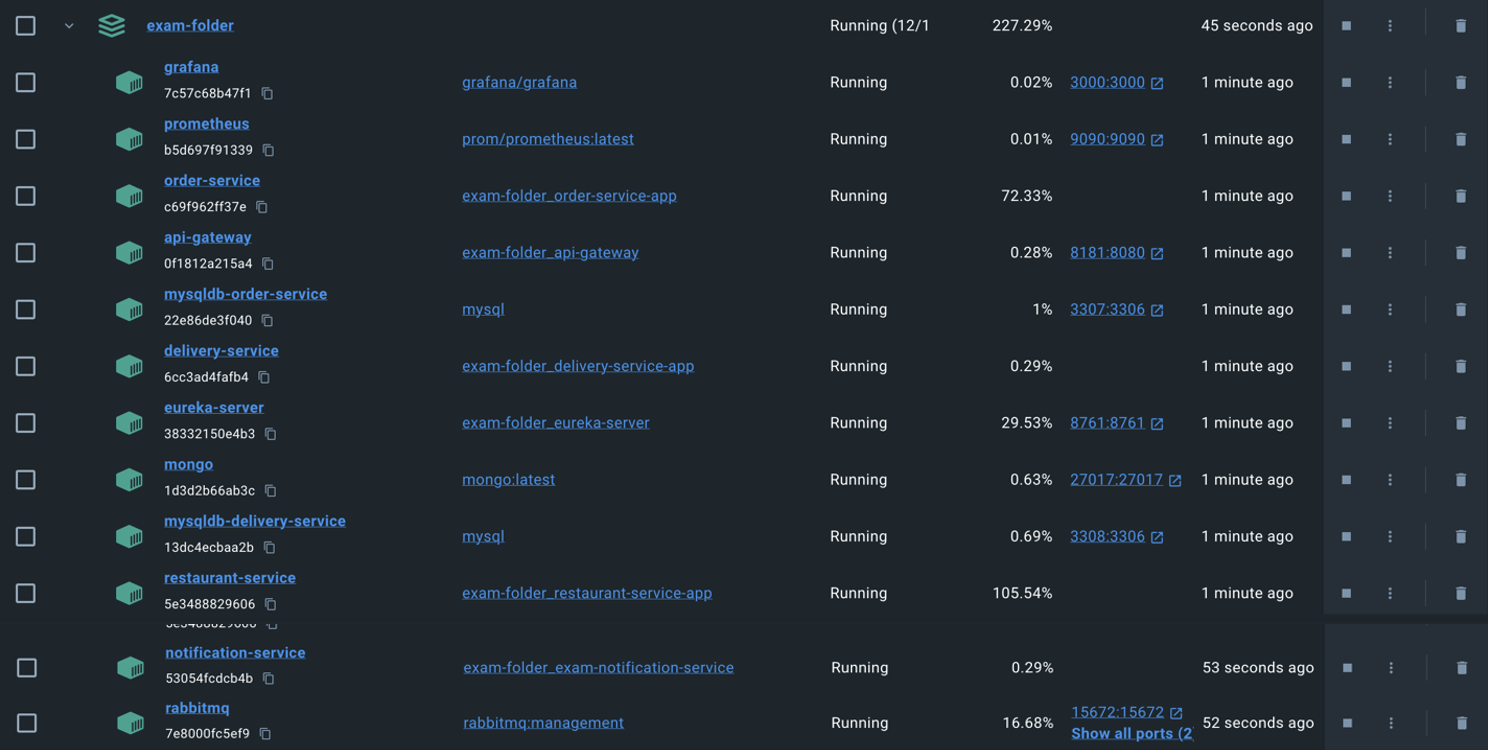 exam-folder Running (12/1 227.29% 45 seconds ago
grafana
7c57c68b47f1 grafana/grafana Running 0.02% 3000:3000 1 minute ago
prometheus
b5d697f91339 prom/prometheus:latest Running 0.01% 9090:9090 1 minute ago
order-service
c69f962ff37e exam-folder_order-service-app Running 72.33% 1 minute ago
api-gateway
0f1812a215a4 exam-folder_api-gateway Running 0.28% 8181:8080 1 minute ago
mysqldb-order-service
22e86de3f040 mysql Running 1% 3307:3306 1 minute ago
delivery-service
6cc3ad4fafb4 exam-folder_delivery-service-app Running 0.29% 1 minute ago
eureka-server
38332150e4b3 exam-folder_eureka-server Running 29.53% 8761:8761 1 minute ago
mongo
1d3d2b66ab3c mongo:latest Running 0.63% 27017:27017 1 minute ago
mysqldb-delivery-service
13dc4ecbaa2b mysql Running 0.69% 3308:3306 1 minute ago
restaurant-service
5e3488829606 exam-folder_restaurant-service-app Running 105.54% 1 minute ago
notification-service
53054fcdcb4b exam-folder_exam-notification-service Running 0.29% 53 seconds ago
rabbitmq
7e8000fc5ef9 rabbitmq:management Running 16.68% 15672:15672 52 seconds ago
Show all ports (2